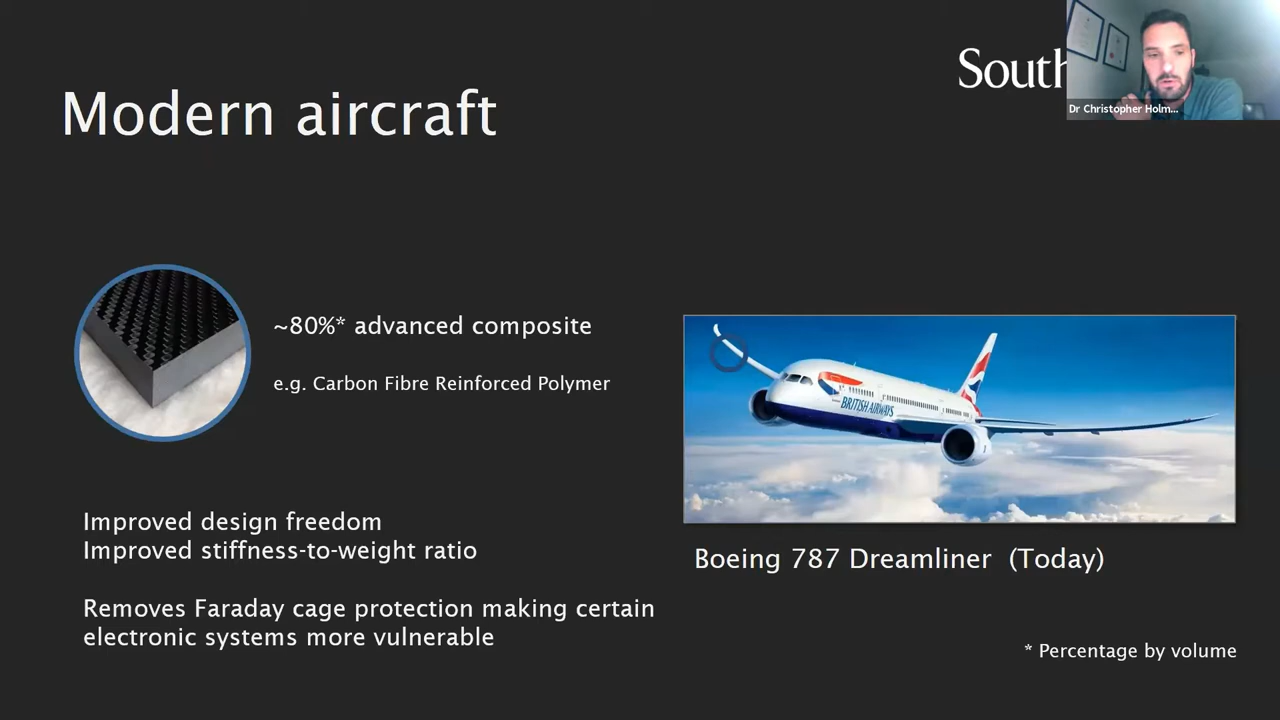 Modern aircraft
South
Dr Christopher Holm...
~80%* advanced composite
e.g. Carbon Fibre Reinforced Polymer
BRITISH AIRWAYS
Improved design freedom
Improved stiffness-to-weight ratio
Boeing 787 Dreamliner (Today)
Removes Faraday cage protection making certain
electronic systems more vulnerable
* Percentage by volume